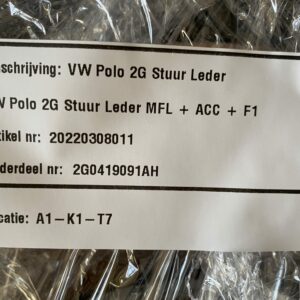 schrijving: VW Polo 2G Stuur Leder
W Polo 2G Stuur Leder MFL + ACC + F1
tikel nr: 20220308011
derdeel nr: 2G0419091AH
catie: A1-K1-T7